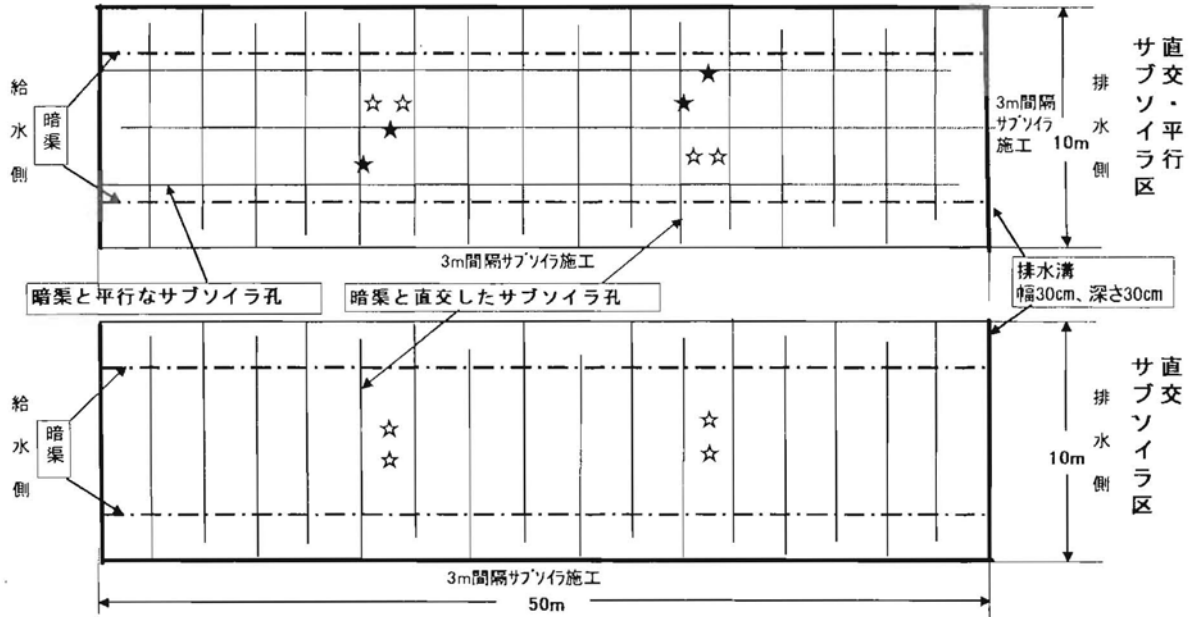 直交・平行
サブソイラ区
給水側
暗渠
3m間隔
サブソイラ
施工
10m
排水側
3m間隔サブソイラ施工
暗渠と平行なサブソイラ孔
暗渠と直交したサブソイラ孔
排水溝
幅30cm、深さ30cm
直交
サブソイラ区
給水側
暗渠
10m
排水側
3m間隔サブソイラ施工
50m